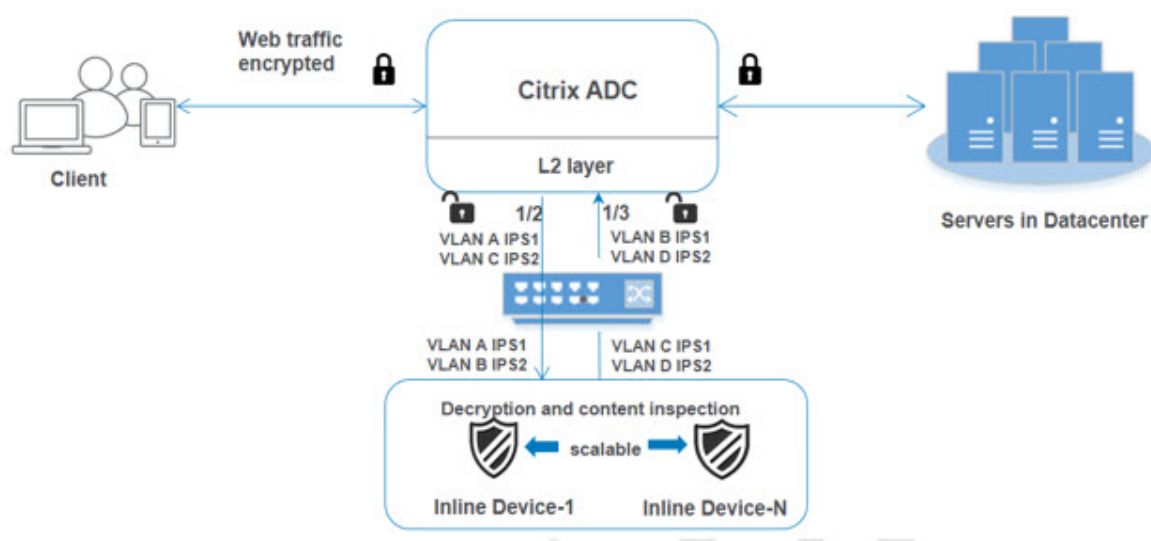 Web traffic
encrypted
Citrix ADC
L2 layer
Client
Servers in Datacenter
1/2
1/3
VLAN A IPS1
VLAN C IPS2
VLAN B IPS1
VLAN D IPS2
VLAN A IPS1
VLAN B IPS2
VLAN C IPS1
VLAN D IPS2
Decryption and content inspection
scalable
Inline Device-1
Inline Device-N